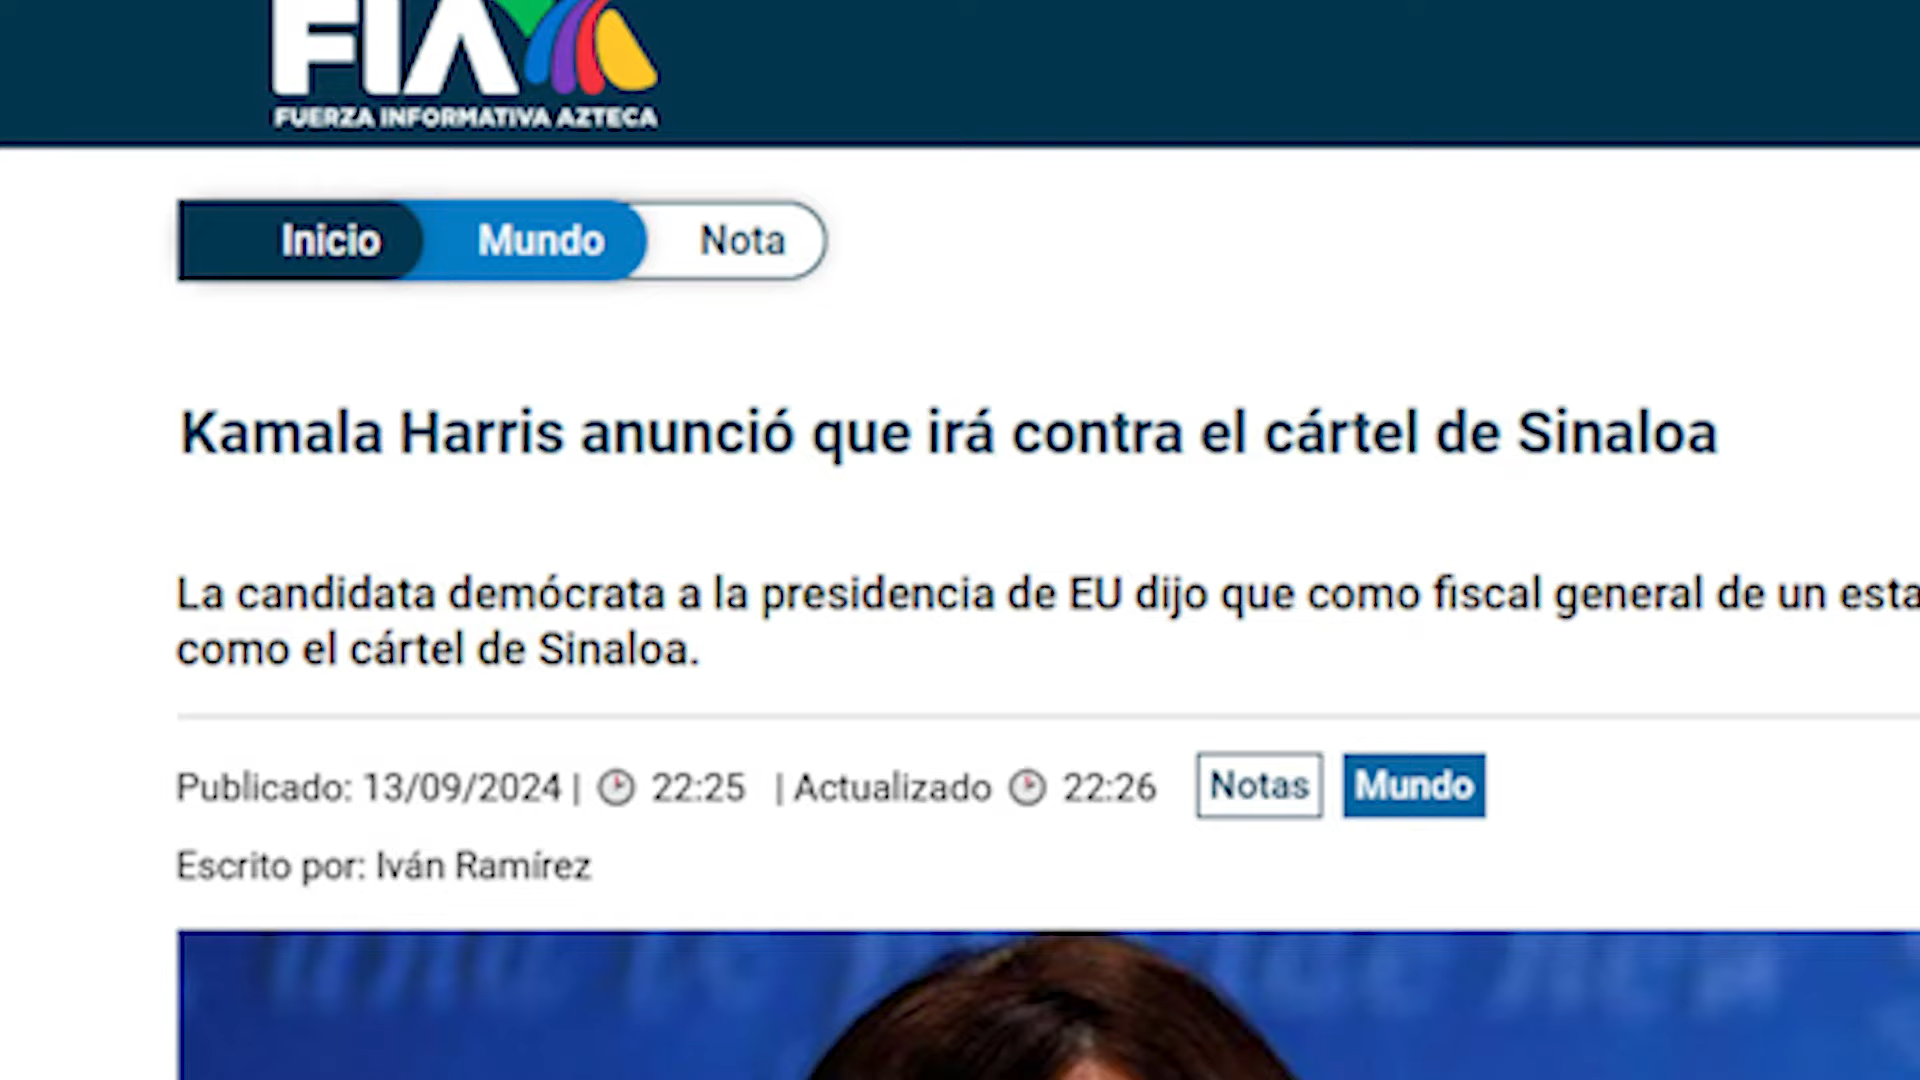 FIA
FUERZA INFORMATIVA AZTECA
Inicio Mundo Nota
Kamala Harris anunció que irá contra el cártel de Sinaloa
La candidata demócrata a la presidencia de EU dijo que como fiscal general de un esta
como el cártel de Sinaloa.
Publicado: 13/09/2024 | 22:25 | Actualizado 22:26 Notas Mundo
Escrito por: Iván Ramírez